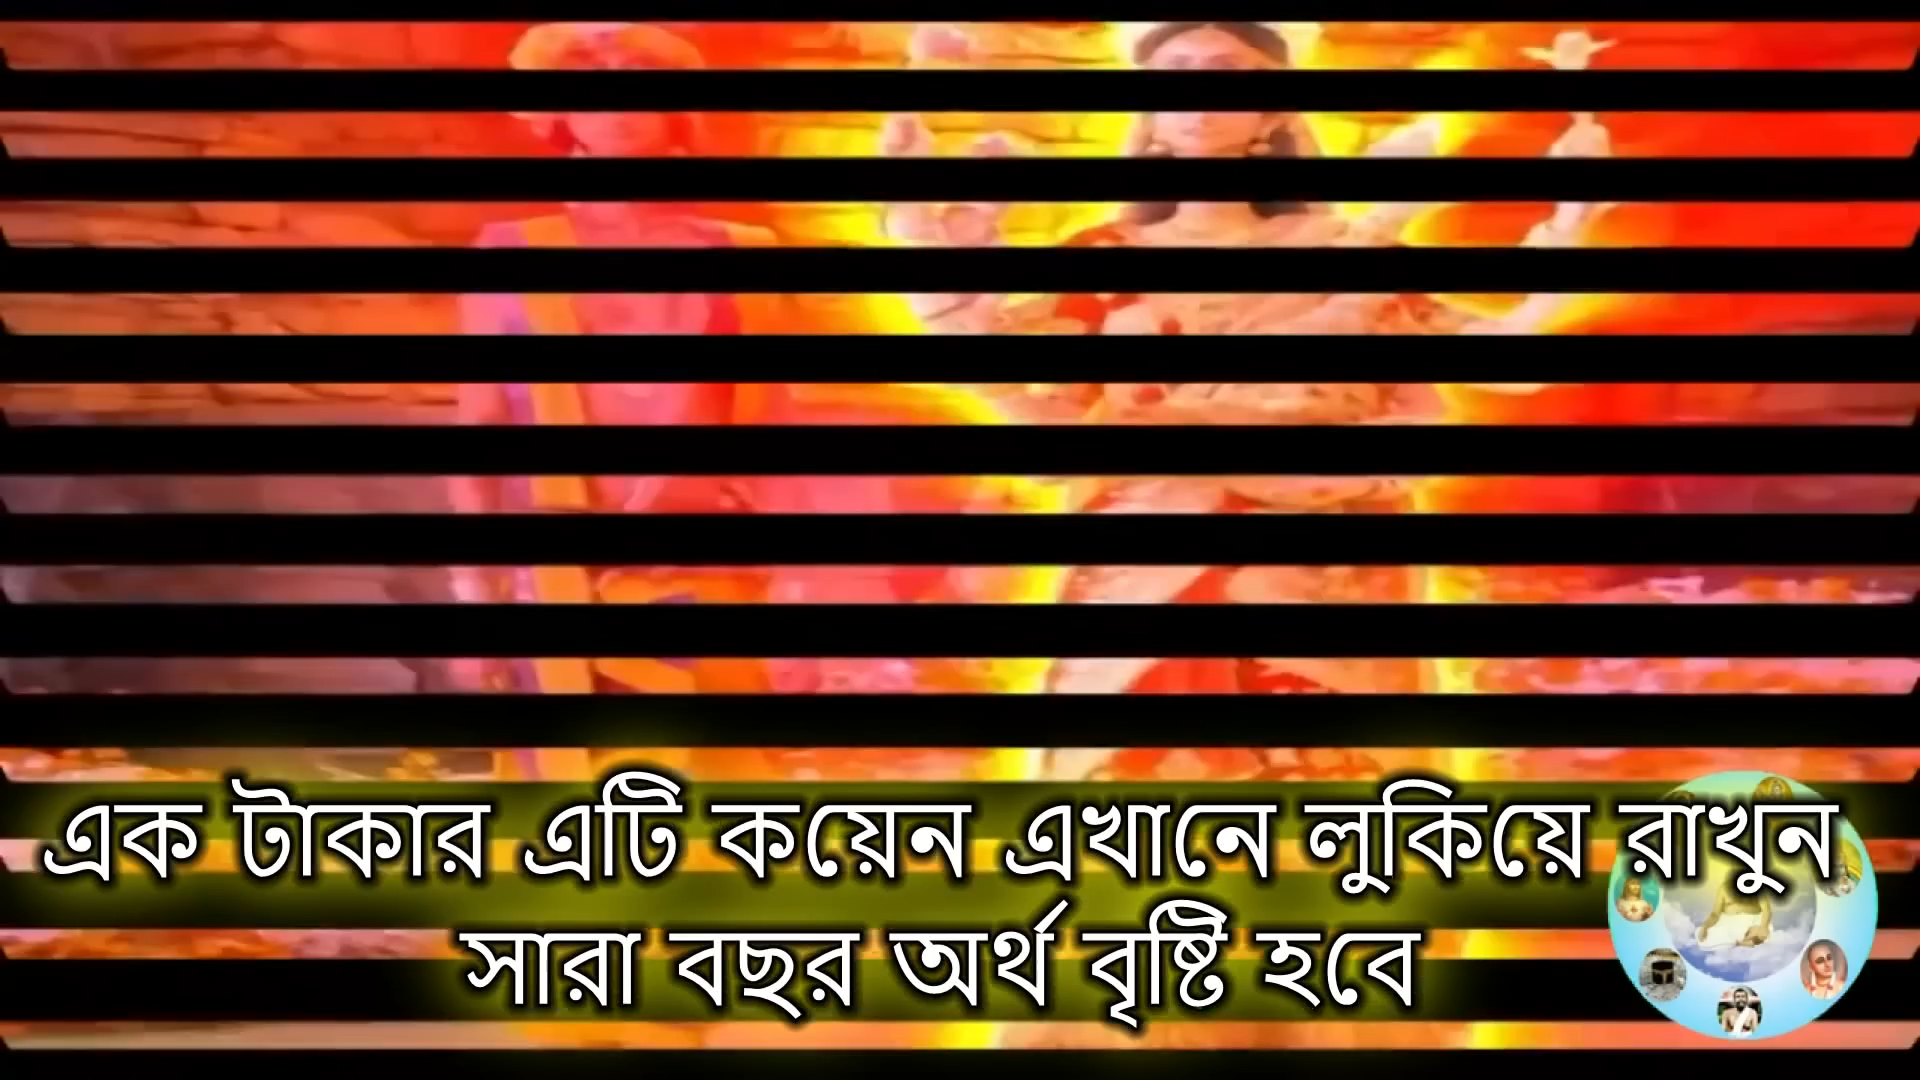 এক টাকার এটি কয়েন এখানে লুকিয়ে রাখুন
সারা বছর অর্থ বৃষ্টি হবে